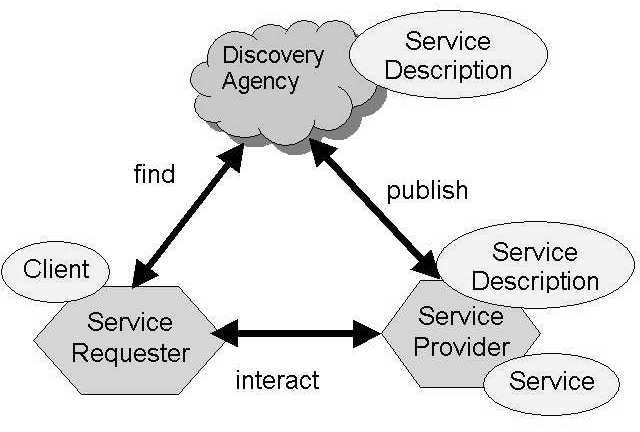 Discovery
Agency
Service
Description
find
publish
Client
Service
Description
Service
Requester
Service
Provider
interact
Service